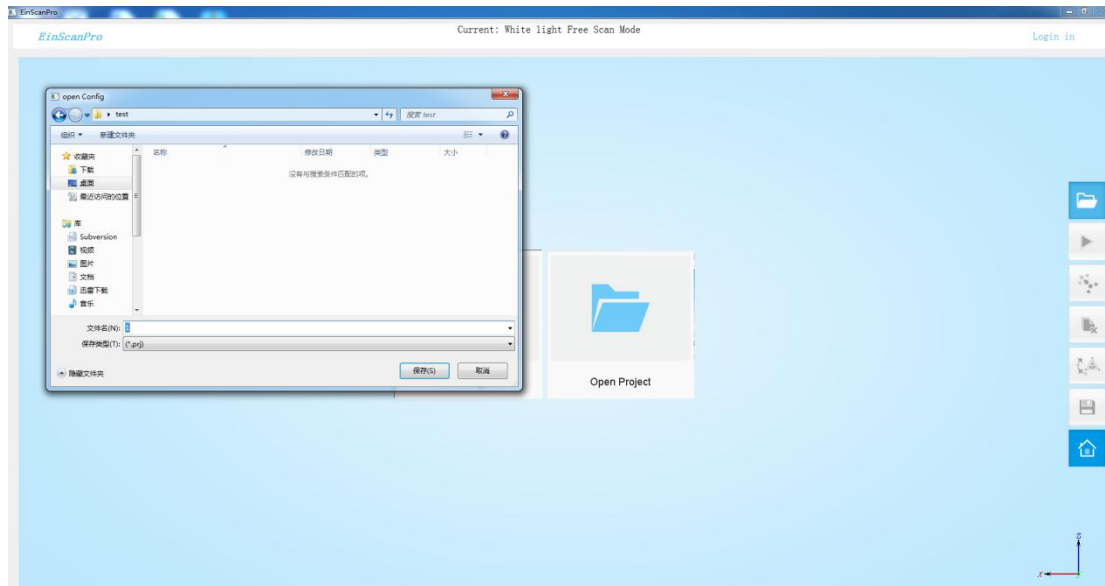 EinScanPro
EinScanPro
Current: White light Free Scan Mode
Login in
open Config
test
搜索 test
组织
新建文件夹
收藏夹
下载
桌面
最近访问的位置
库
Subversion
视频
图片
文档
迅雷下载
音乐
名称
修改日期
类型
大小
没有与搜索条件匹配的项。
文件名(N): 1
保存类型(T): (*.prj)
隐藏文件夹
保存(S)
取消
Open Project
X
Z